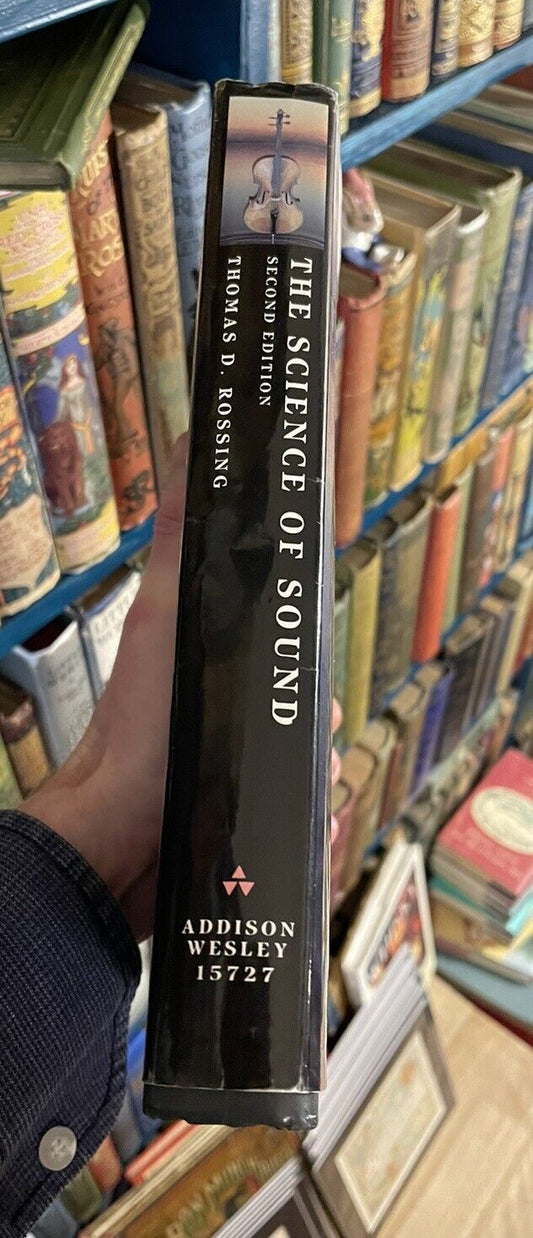 THE SCIENCE OF SOUND
SECOND EDITION
THOMAS D. ROSSING
ADDISON
WESLEY
15727